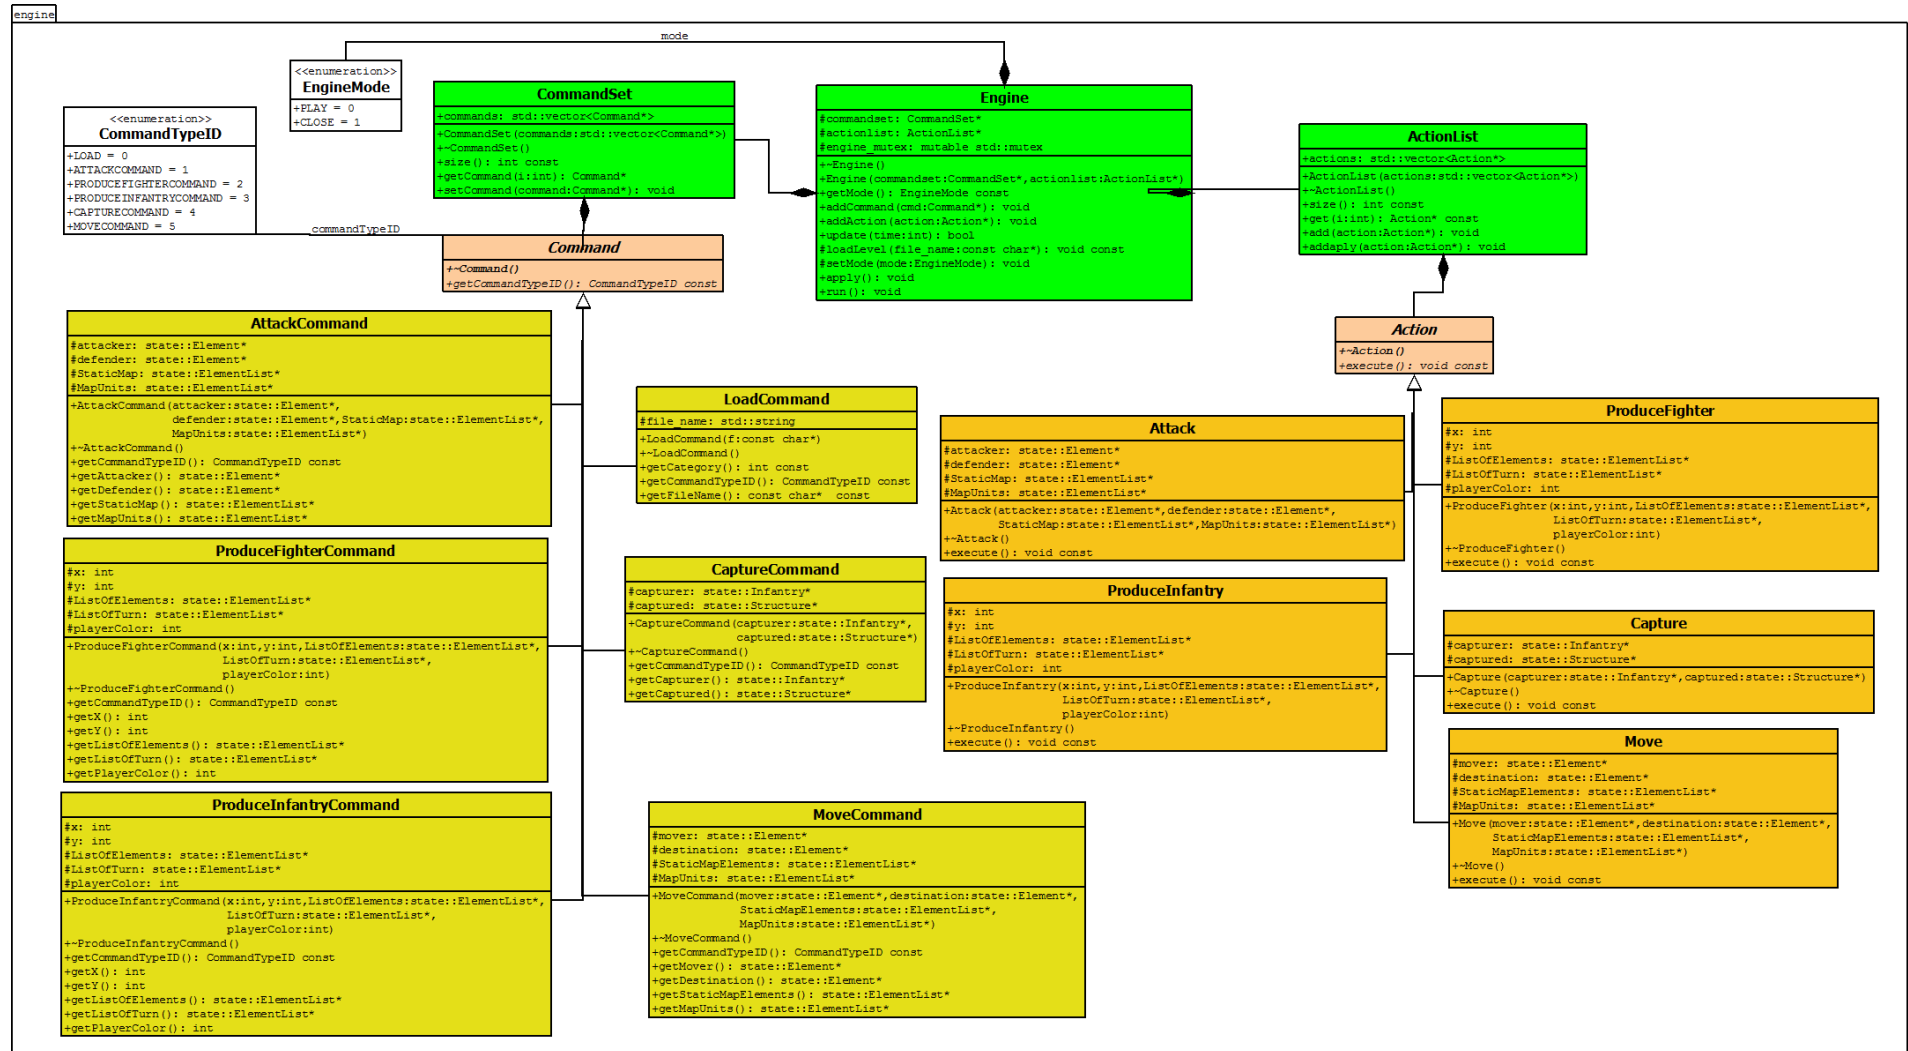 engine
mode
<<enumeration>>
EngineMode
+PLAY = 0
+CLOSE = 1
<<enumeration>>
CommandTypeID
+LOAD = 0
+ATTACKCOMMAND = 1
+PRODUCEFIGHTERCOMMAND = 2
+PRODUCEINFANTRYCOMMAND = 3
+CAPTURECOMMAND = 4
+MOVECOMMAND = 5
commandTypeID
CommandSet
+commands: std::vector<Command*>
+CommandSet(commands:std::vector<Command*>)
+~CommandSet()
+size(): int const
+getCommand(i:int): Command*
+setCommand(command:Command*): void
Engine
#commandset: CommandSet*
#actionlist: ActionList*
#engine_mutex: mutable std::mutex
+~Engine()
+Engine(commandset:CommandSet*,actionlist:ActionList*)
+getMode(): EngineMode const
+addCommand(cmd:Command*): void
+addAction(action:Action*): void
+update(time:int): bool
#loadLevel(file_name:const char*): void const
#setMode(mode:EngineMode): void
+apply(): void
+run(): void
ActionList
+actions: std::vector<Action*>
+ActionList(actions:std::vector<Action*>)
+~ActionList()
+size(): int const
+get(i:int): Action* const
+add(action:Action*): void
+addaply(action:Action*): void
Command
+~Command()
+getCommandTypeID(): CommandTypeID const
Action
+~Action()
+execute(): void const
AttackCommand
#attacker: state::Element*
#defender: state::Element*
#StaticMap: state::ElementList*
#MapUnits: state::ElementList*
+AttackCommand(attacker:state::Element*,
defender:state::Element*,StaticMap:state::ElementList*,
MapUnits:state::ElementList*)
+~AttackCommand()
+getCommandTypeID(): CommandTypeID const
+getAttacker(): state::Element*
+getDefender(): state::Element*
+getStaticMap(): state::ElementList*
+getMapUnits(): state::ElementList*
LoadCommand
#file_name: std::string
+LoadCommand(f:const char*)
+~LoadCommand()
+getCategory(): int const
+getCommandTypeID(): CommandTypeID const
+getFileName(): const char*  const
Attack
#attacker: state::Element*
#defender: state::Element*
#StaticMap: state::ElementList*
#MapUnits: state::ElementList*
+Attack(attacker:state::Element*,defender:state::Element*,
StaticMap:state::ElementList*,MapUnits:state::ElementList*)
+~Attack()
+execute(): void const
ProduceFighter
#x: int
#y: int
#ListOfElements: state::ElementList*
#ListOfTurn: state::ElementList*
#playerColor: int
+ProduceFighter(x:int,y:int,ListOfElements:state::ElementList*,
ListOfTurn:state::ElementList*,
playerColor:int)
+~ProduceFighter()
+execute(): void const
ProduceFighterCommand
#x: int
#y: int
#ListOfElements: state::ElementList*
#ListOfTurn: state::ElementList*
#playerColor: int
+ProduceFighterCommand(x:int,y:int,ListOfElements:state::ElementList*,
ListOfTurn:state::ElementList*,
playerColor:int)
+~ProduceFighterCommand()
+getCommandTypeID(): CommandTypeID const
+getX(): int
+getY(): int
+getListOfElements(): state::ElementList*
+getListOfTurn(): state::ElementList*
+getPlayerColor(): int
CaptureCommand
#capturer: state::Infantry*
#captured: state::Structure*
+CaptureCommand(capturer:state::Infantry*,
captured:state::Structure*)
+~CaptureCommand()
+getCommandTypeID(): CommandTypeID const
+getCapturer(): state::Infantry*
+getCaptured(): state::Structure*
ProduceInfantry
#x: int
#y: int
#ListOfElements: state::ElementList*
#ListOfTurn: state::ElementList*
#playerColor: int
+ProduceInfantry(x:int,y:int,ListOfElements:state::ElementList*,
ListOfTurn:state::ElementList*,
playerColor:int)
+~ProduceInfantry()
+execute(): void const
Capture
#capturer: state::Infantry*
#captured: state::Structure*
+Capture(capturer:state::Infantry*,captured:state::Structure*)
+~Capture()
+execute(): void const
Move
#mover: state::Element*
#destination: state::Element*
#StaticMapElements: state::ElementList*
#MapUnits: state::ElementList*
+Move(mover:state::Element*,destination:state::Element*,
StaticMapElements:state::ElementList*,
MapUnits:state::ElementList*)
+~Move()
+execute(): void const
ProduceInfantryCommand
#x: int
#y: int
#ListOfElements: state::ElementList*
#ListOfTurn: state::ElementList*
#playerColor: int
+ProduceInfantryCommand(x:int,y:int,ListOfElements:state::ElementList*,
ListOfTurn:state::ElementList*,
playerColor:int)
+~ProduceInfantryCommand()
+getCommandTypeID(): CommandTypeID const
+getX(): int
+getY(): int
+getListOfElements(): state::ElementList*
+getListOfTurn(): state::ElementList*
+getPlayerColor(): int
MoveCommand
#mover: state::Element*
#destination: state::Element*
#StaticMapElements: state::ElementList*
#MapUnits: state::ElementList*
+MoveCommand(mover:state::Element*,destination:state::Element*,
StaticMapElements:state::ElementList*,
MapUnits:state::ElementList*)
+~MoveCommand()
+getCommandTypeID(): CommandTypeID const
+getMover(): state::Element*
+getDestination(): state::Element*
+getStaticMapElements(): state::ElementList*
+getMapUnits(): state::ElementList*